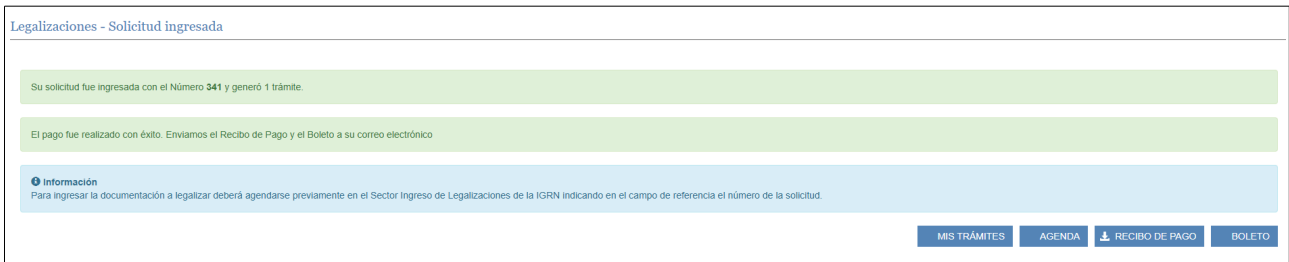 Legalizaciones - Solicitud ingresada
Su solicitud fue ingresada con el Número 341 y generó 1 trámite.
El pago fue realizado con éxito. Enviamos el Recibo de Pago y el Boleto a su correo electrónico
Información
Para ingresar la documentación a legalizar deberá agendarse previamente en el Sector Ingreso de Legalizaciones de la IGRN indicando en el campo de referencia el número de la solicitud.
MIS TRÁMITES AGENDA RECIBO DE PAGO BOLETO